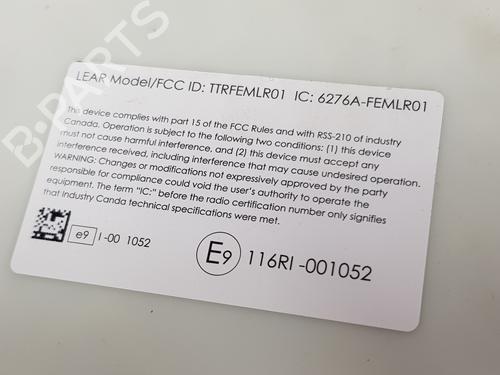 LEAR Model/FCC ID: TTRFEMLR01 IC: 6276A-FEMLR01
This device complies with part 15 of the FCC Rules and with RSS-210 of industry
Canada. Operation is subject to the following two conditions: (1) this device
must not cause harmful interference, and (2) this device must accept any
interference received, including interference that may cause undesired operation.
WARNING: Changes or modifications not expressively approved by the party
responsible for compliance could void the user's authority to operate the
equipment. The term "IC:" before the radio certification number only signifies
that Industry Canda technical specifications were met.
e9 I-00 1052
E9 116RI -001052
B-PARTS